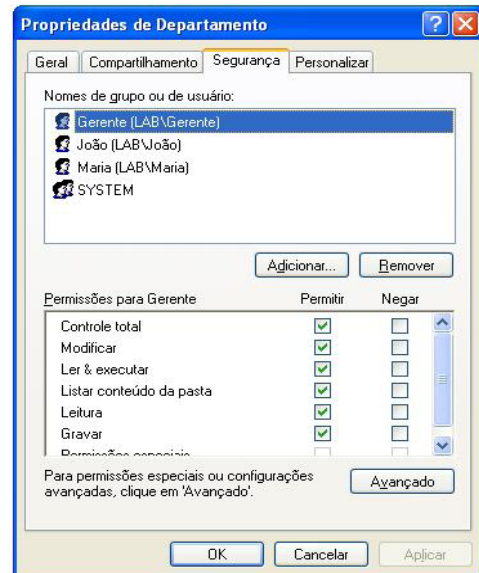 Propriedades de Departamento
Geral Compartilhamento Segurança Personalizar
Nomes de grupo ou de usuário:
Gerente (LAB\Gerente)
João (LAB\João)
Maria (LAB\Maria)
SYSTEM
Adicionar... Remover
Permissões para Gerente Permitir Negar
Controle total
Modificar
Ler & executar
Listar conteúdo da pasta
Leitura
Gravar
Permissões especiais
Para permissões especiais ou configurações
avançadas, clique em 'Avançado'.
Avançado
OK Cancelar Aplicar